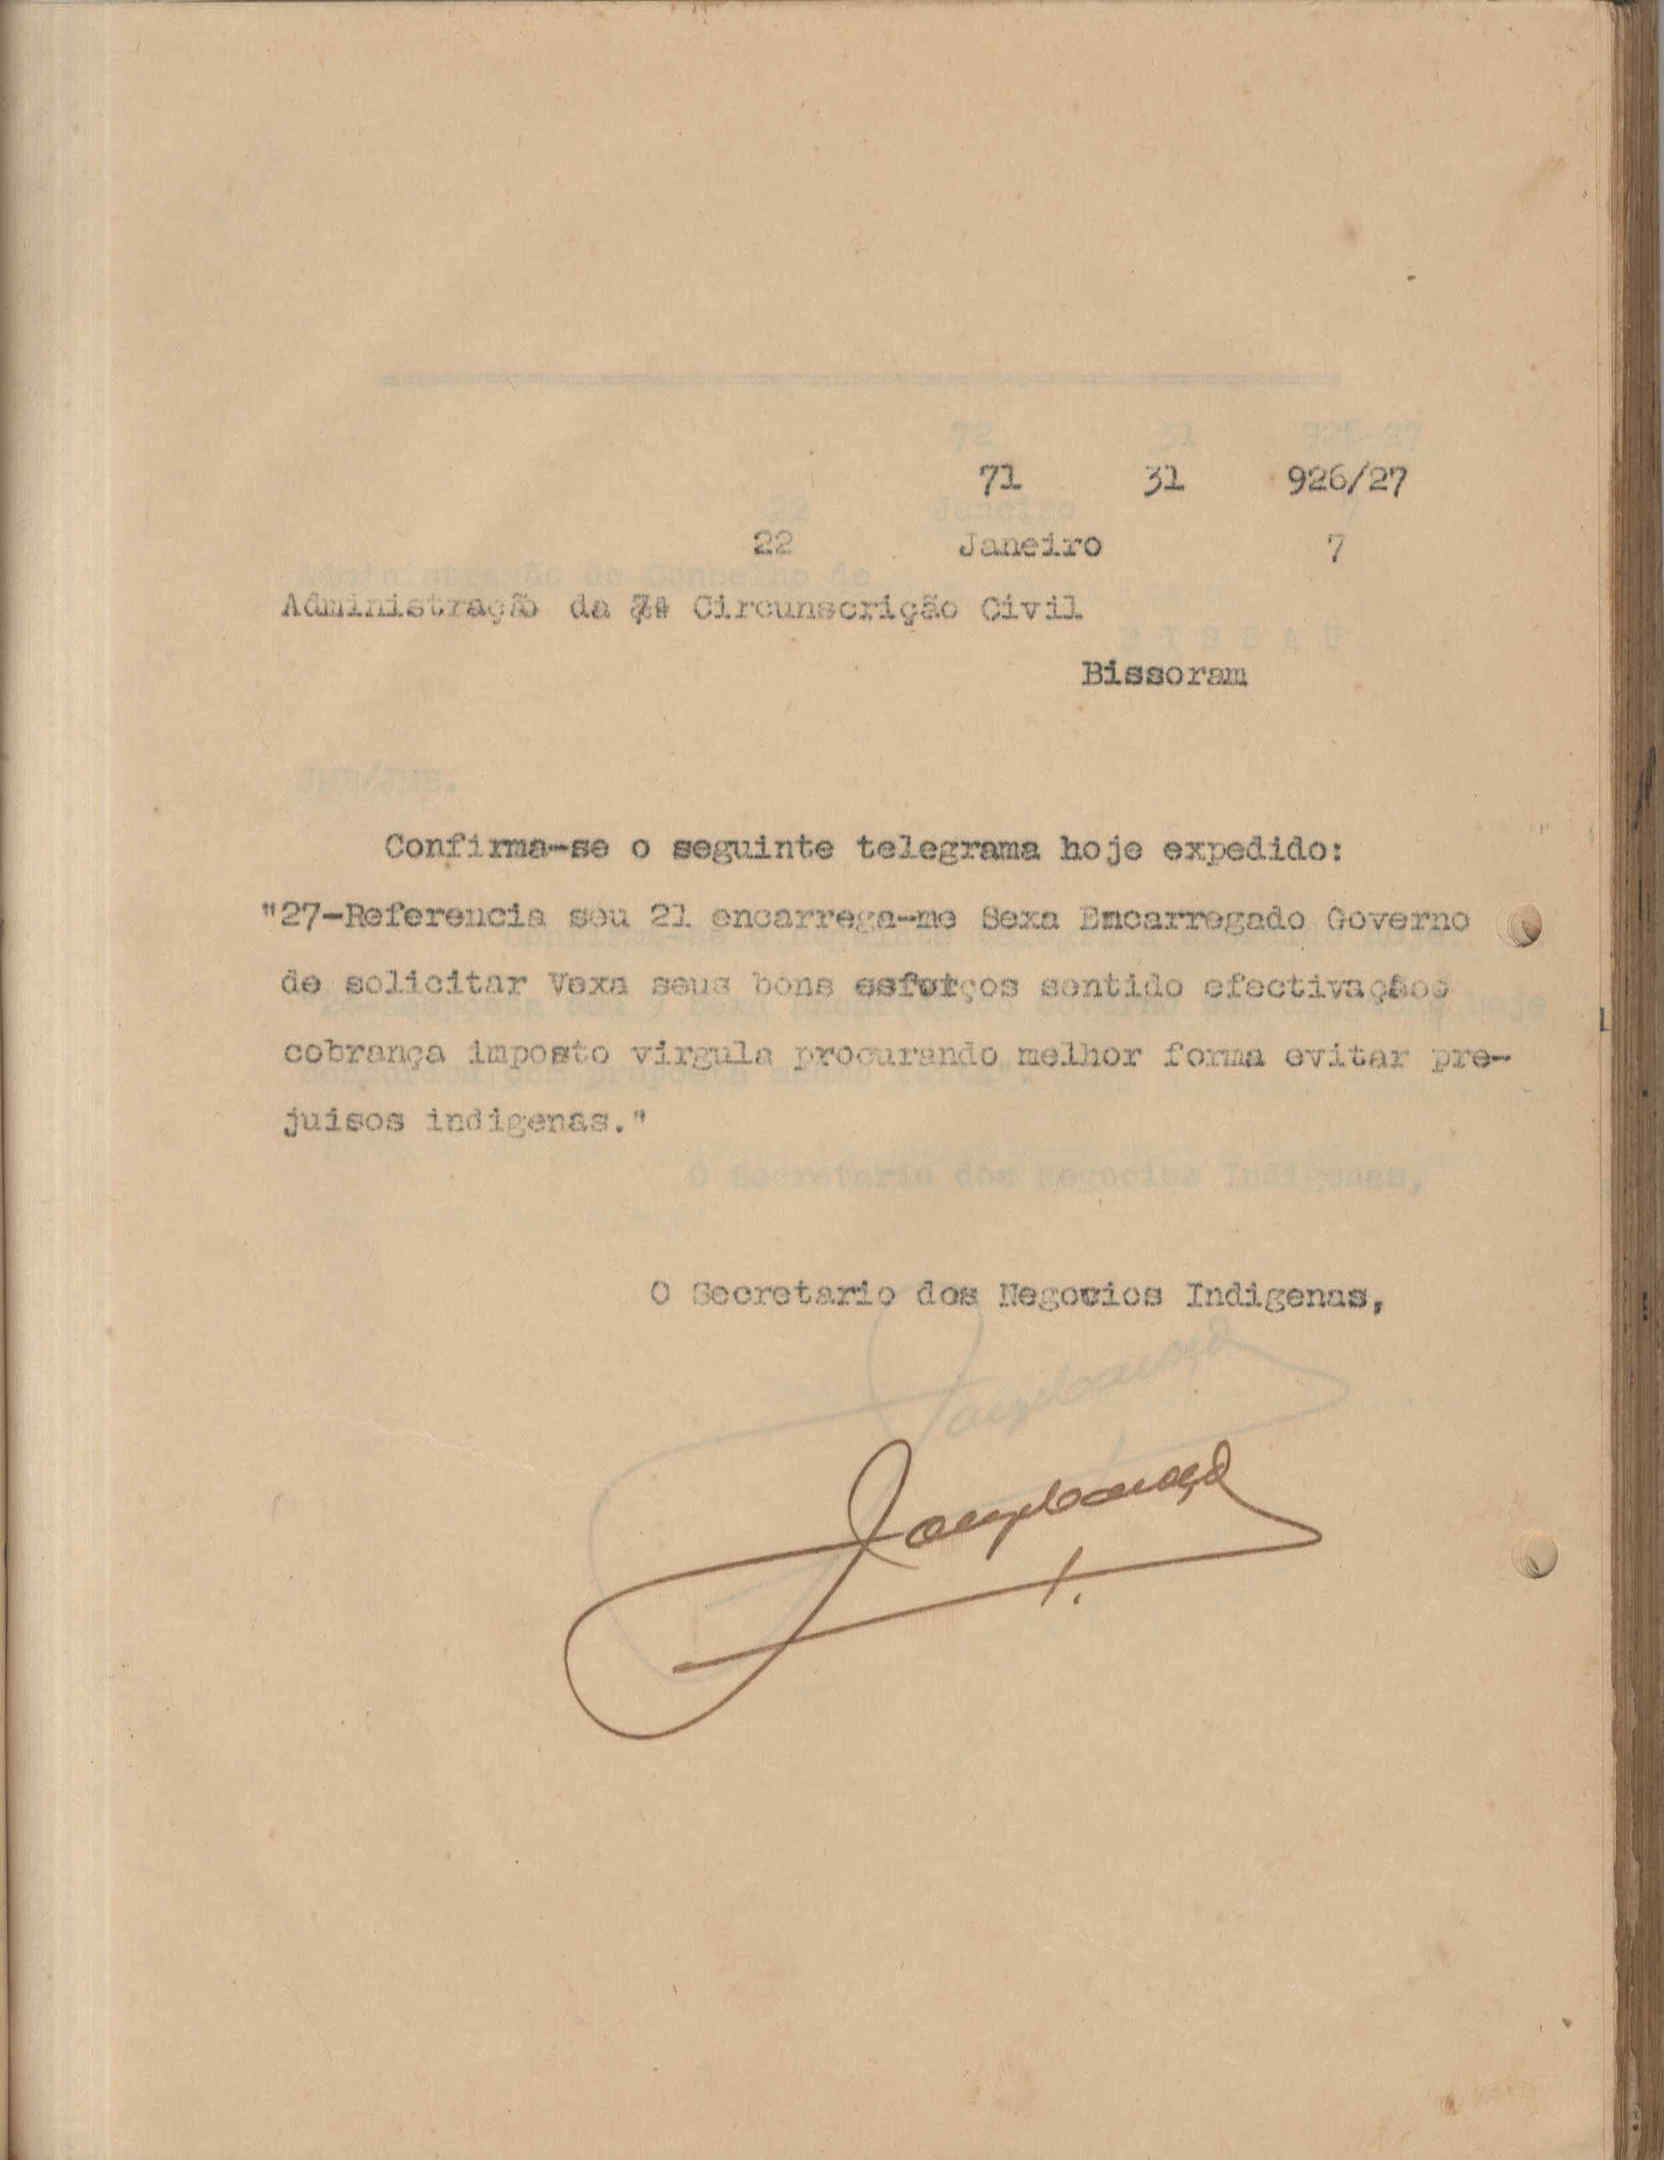 71 31 926/27
22 Janeiro 7
Administração da 7ª Circunscrição Civil
Bissoram
Confirma-se o seguinte telegrama hoje expedido:
"27-Referencia seu 21 encarrega-me Sexa Encarregado Governo
de solicitar Vexa seus bons esforços sentido efectivação
cobrança imposto virgula procurando melhor forma evitar pre-
juisos indigenas."
O Secretario dos Negocios Indigenas,